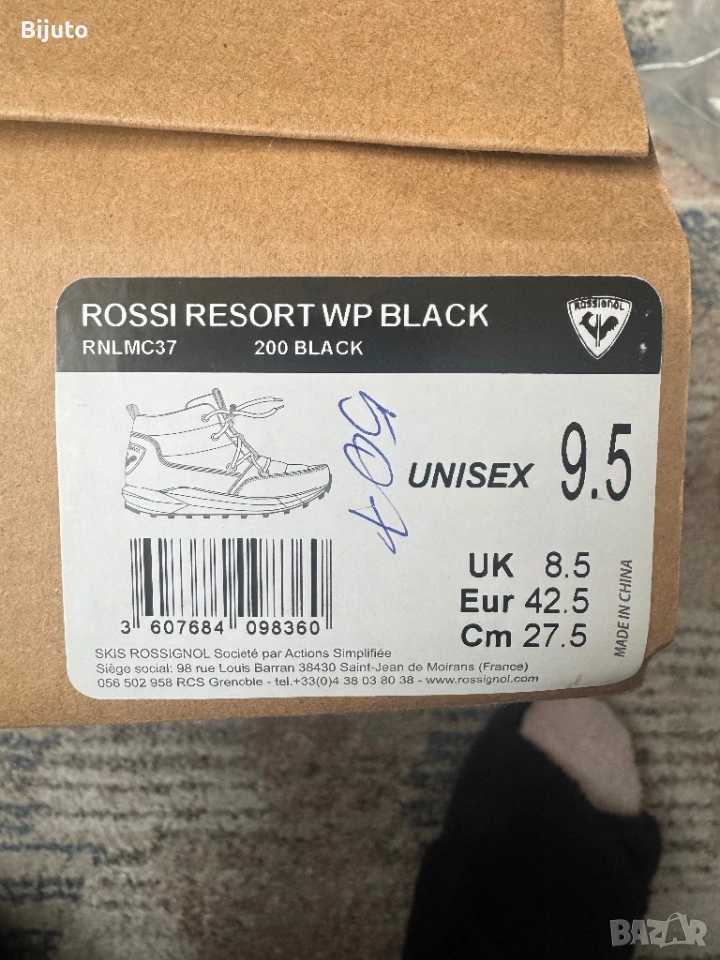 Bijuto
ROSSI RESORT WP BLACK
RNLMC37 200 BLACK
ROSSIGNOL
UNISEX 9.5
UK 8.5
Eur 42.5
Cm 27.5
MADE IN CHINA
3 607684 098360
SKIS ROSSIGNOL Societé par Actions Simplifiée
Siège social: 98 rue Louis Barran 38430 Saint-Jean de Moirans (France)
056 502 958 RCS Grenoble - tel.+33(0)4 38 03 80 38 - www.rossignol.com
BAZAR